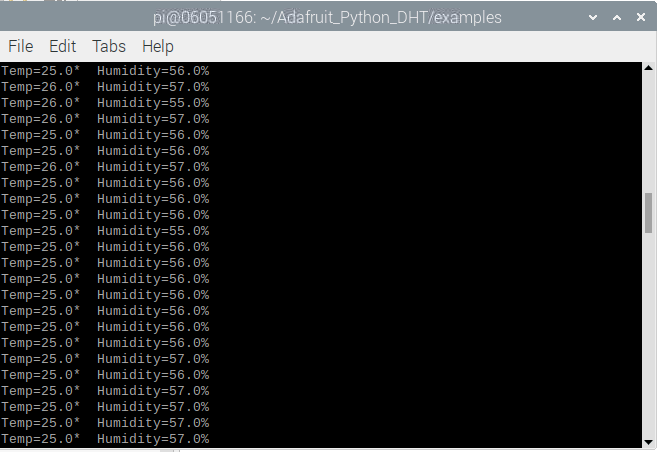 pi@06051166: ~/Adafruit_Python_DHT/examples
File Edit Tabs Help
Temp=25.0*  Humidity=56.0%
Temp=26.0*  Humidity=57.0%
Temp=26.0*  Humidity=55.0%
Temp=26.0*  Humidity=57.0%
Temp=25.0*  Humidity=56.0%
Temp=25.0*  Humidity=56.0%
Temp=26.0*  Humidity=57.0%
Temp=25.0*  Humidity=56.0%
Temp=25.0*  Humidity=56.0%
Temp=25.0*  Humidity=56.0%
Temp=25.0*  Humidity=55.0%
Temp=25.0*  Humidity=56.0%
Temp=25.0*  Humidity=56.0%
Temp=25.0*  Humidity=56.0%
Temp=25.0*  Humidity=56.0%
Temp=25.0*  Humidity=56.0%
Temp=25.0*  Humidity=56.0%
Temp=25.0*  Humidity=56.0%
Temp=25.0*  Humidity=57.0%
Temp=25.0*  Humidity=56.0%
Temp=25.0*  Humidity=57.0%
Temp=25.0*  Humidity=57.0%
Temp=25.0*  Humidity=57.0%
Temp=25.0*  Humidity=57.0%